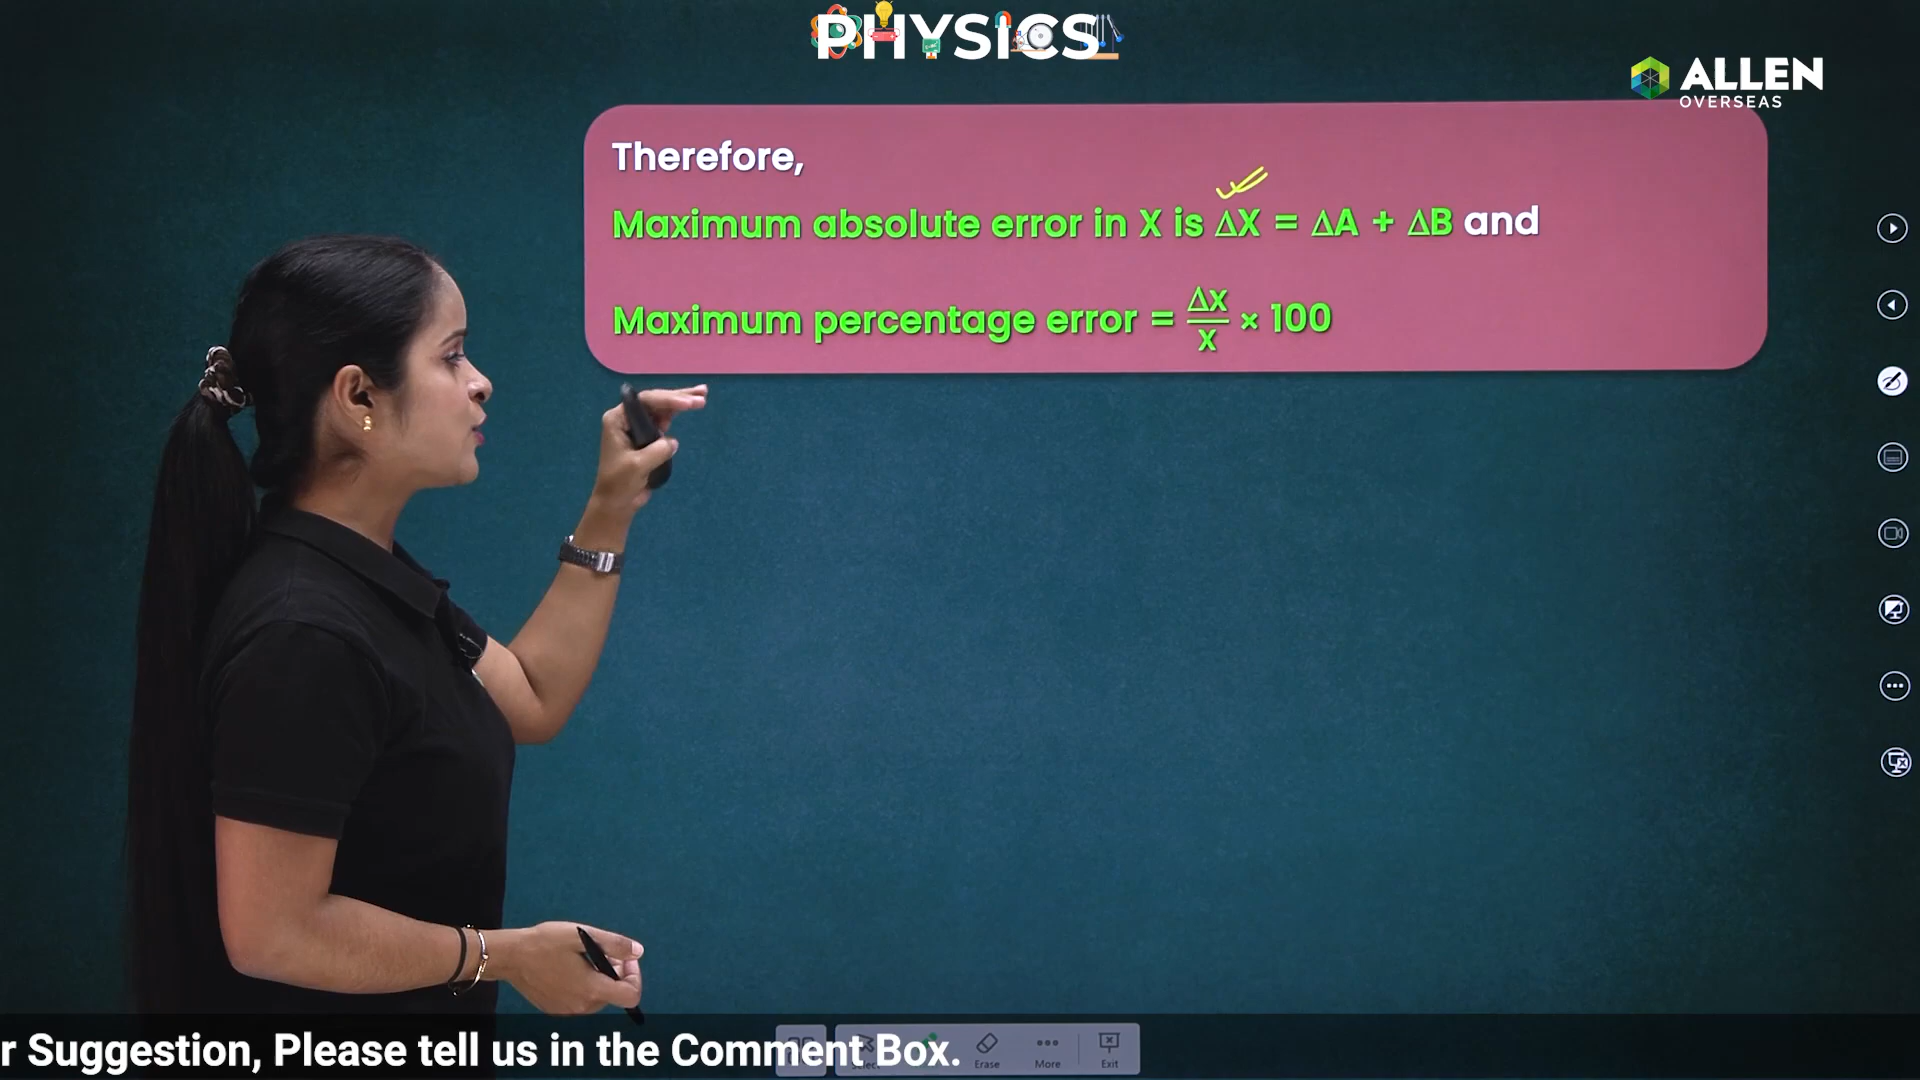 PHYSICS
ALLEN
OVERSEAS
Therefore,
Maximum absolute error in X is ΔX = ΔA + ΔB and
Maximum percentage error = Δx/x × 100
r Suggestion, Please tell us in the Comment Box.
Erase
More
Exit